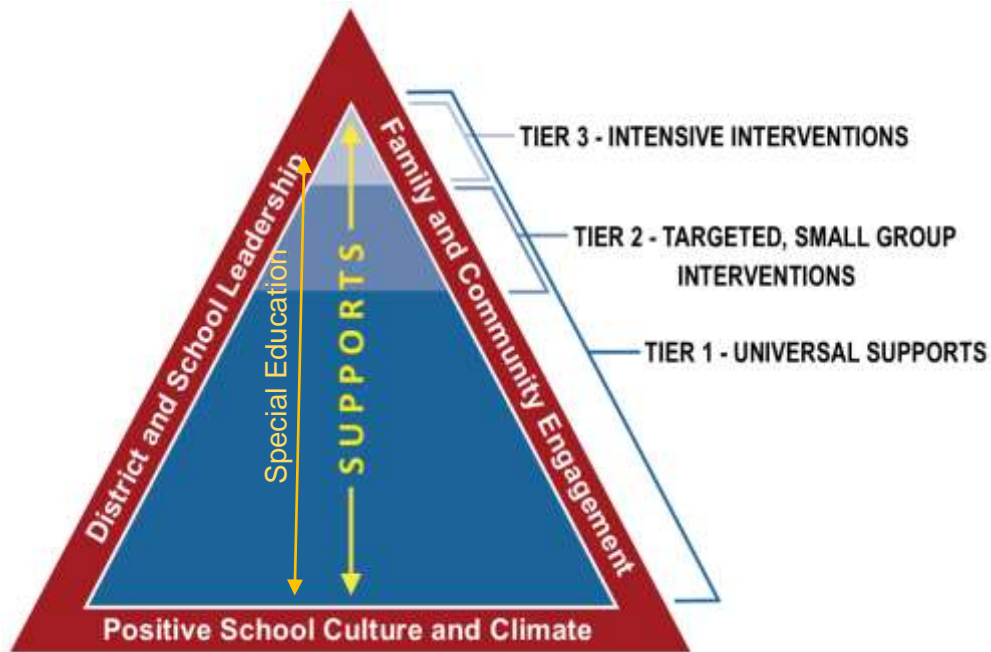 District and School Leadership
Family and Community Engagement
Special Education
SUPPORTS
TIER 3 - INTENSIVE INTERVENTIONS
TIER 2 - TARGETED, SMALL GROUP
INTERVENTIONS
TIER 1 - UNIVERSAL SUPPORTS
Positive School Culture and Climate